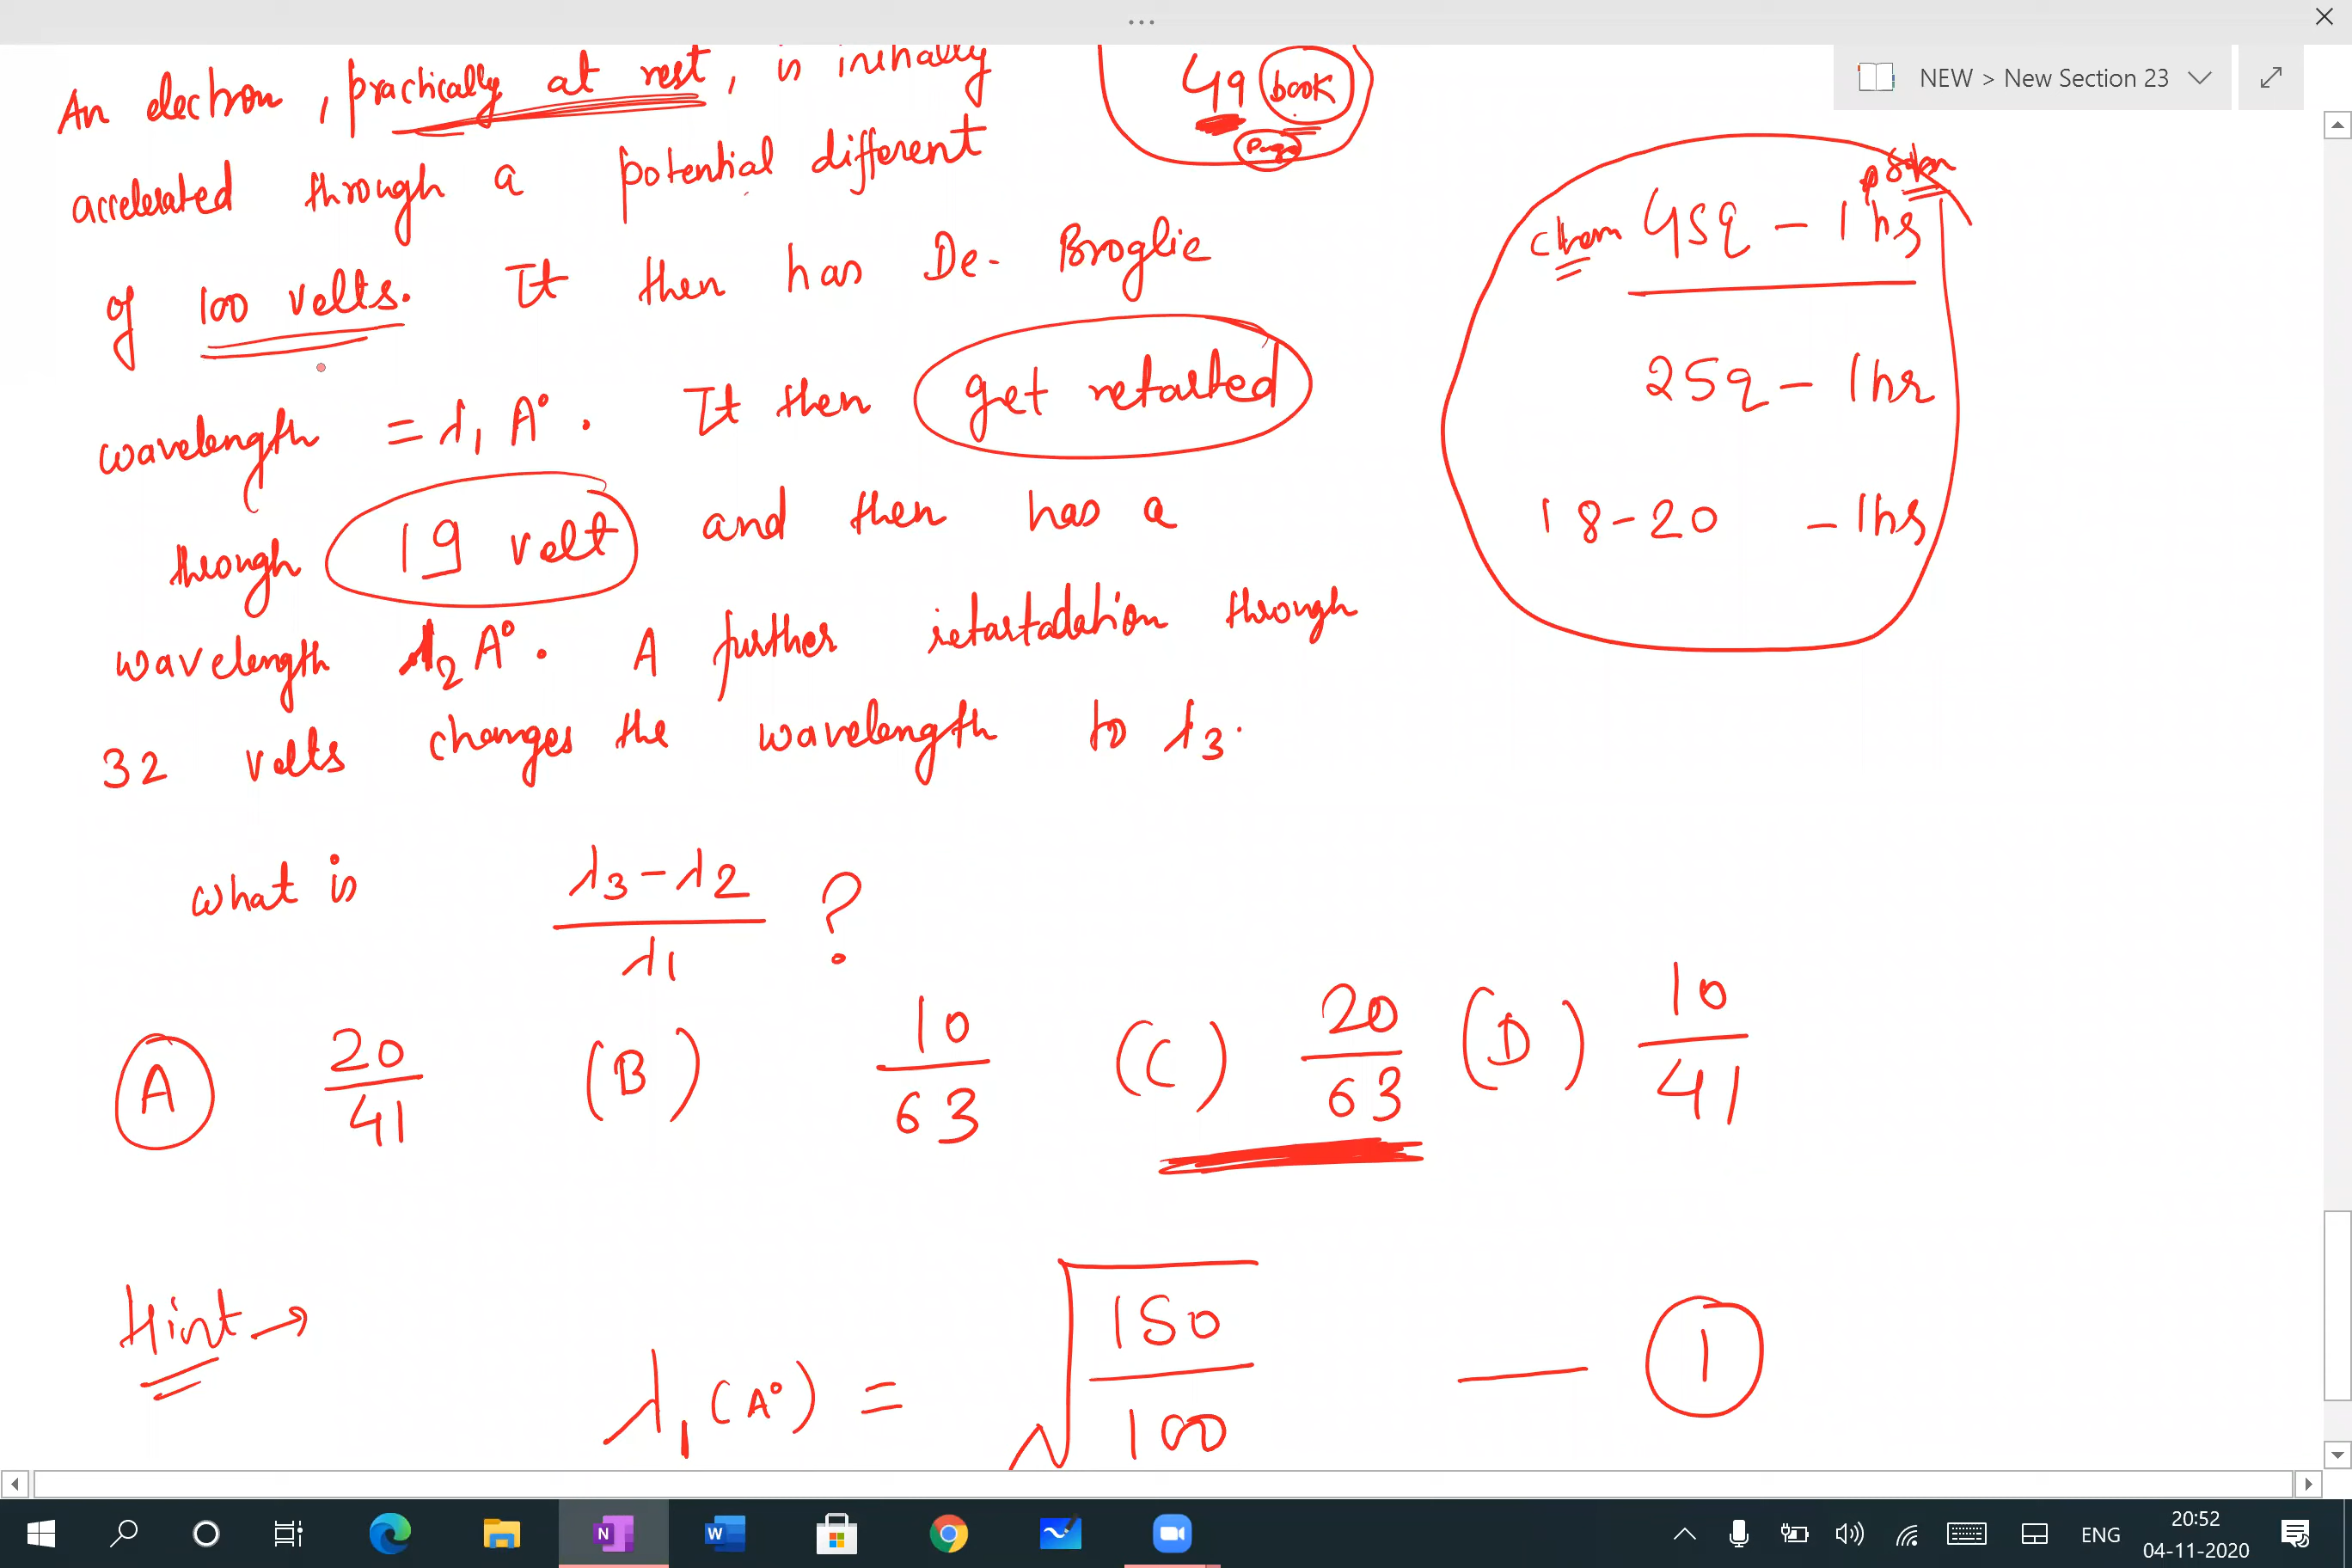 An electron, practically at rest, is initially
accelerated through a potential different
of 100 volts. It then has De-Broglie
wavelength = λ₁ A°. It then get retarted
through 19 volt and then has a
wavelength λ₂ A°. A further retartadation through
32 volts changes the wavelength to λ₃.
what is λ₃-λ₂ / λ₁ ?
(A) 20/41 (B) 10/63 (C) 20/63 (D) 10/41
Hint →
λ₁ (A°) = √150/100 — 1
49 book
Page
chem 45q - 1hs
25q - 1hr
18-20 - 1hs
NEW > New Section 23
ENG
20:52
04-11-2020